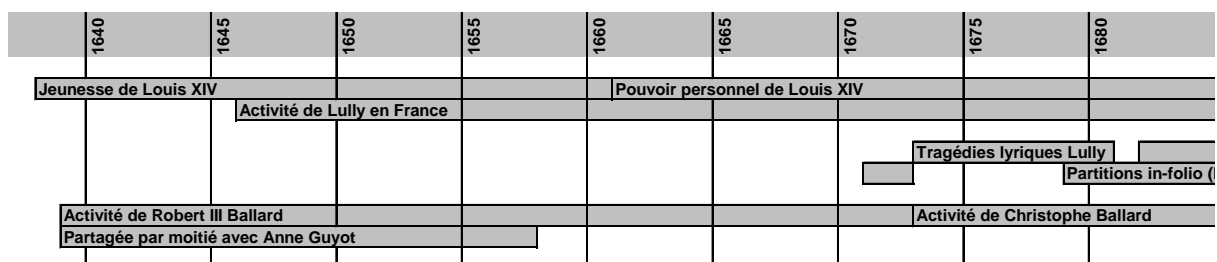 1640 1645 1650 1655 1660 1665 1670 1675 1680
Jeunesse de Louis XIV Pouvoir personnel de Louis XIV
Activité de Lully en France
Tragédies lyriques Lully
Partitions in-folio (
Activité de Robert III Ballard Activité de Christophe Ballard
Partagée par moitié avec Anne Guyot